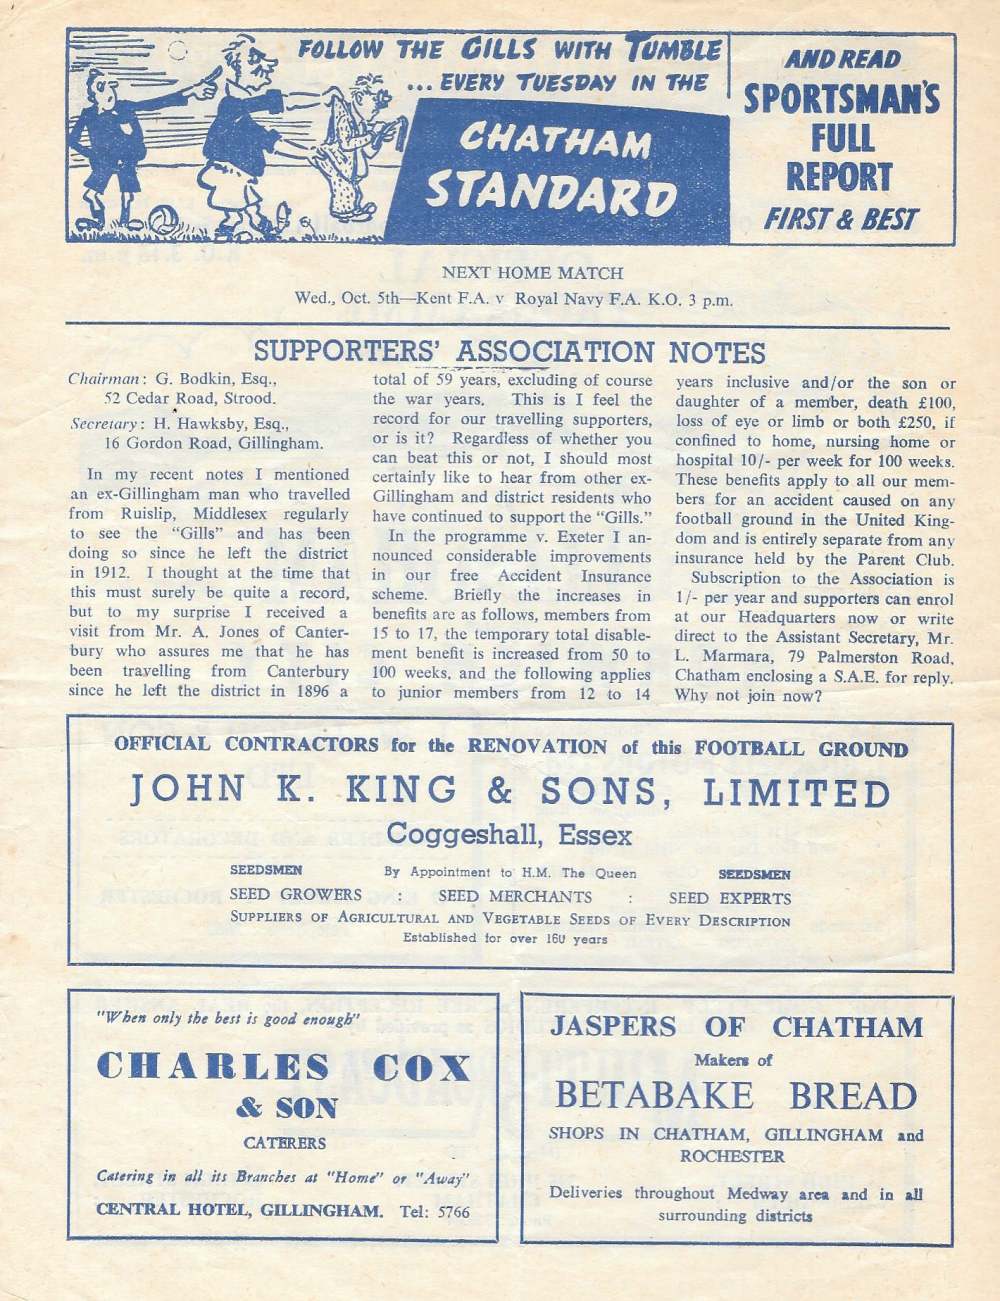 FOLLOW THE GILLS WITH TUMBLE
... EVERY TUESDAY IN THE
CHATHAM
STANDARD
AND READ
SPORTSMAN'S
FULL
REPORT
FIRST & BEST
NEXT HOME MATCH
Wed., Oct. 5th—Kent F.A. v Royal Navy F.A. K.O. 3 p.m.
SUPPORTERS' ASSOCIATION NOTES
Chairman: G. Bodkin, Esq.,
52 Cedar Road, Strood.
Secretary: H. Hawksby, Esq.,
16 Gordon Road, Gillingham.
In my recent notes I mentioned
an ex-Gillingham man who travelled
from Ruislip, Middlesex regularly
to see the "Gills" and has been
doing so since he left the district
in 1912. I thought at the time that
this must surely be quite a record,
but to my surprise I received a
visit from Mr. A. Jones of Canter-
bury who assures me that he has
been travelling from Canterbury
since he left the district in 1896 a
total of 59 years, excluding of course
the war years. This is I feel the
record for our travelling supporters,
or is it? Regardless of whether you
can beat this or not, I should most
certainly like to hear from other ex-
Gillingham and district residents who
have continued to support the "Gills."
In the programme v. Exeter I an-
nounced considerable improvements
in our free Accident Insurance
scheme. Briefly the increases in
benefits are as follows, members from
15 to 17, the temporary total disable-
ment benefit is increased from 50 to
100 weeks, and the following applies
to junior members from 12 to 14
years inclusive and/or the son or
daughter of a member, death £100,
loss of eye or limb or both £250, if
confined to home, nursing home or
hospital 10/- per week for 100 weeks.
These benefits apply to all our mem-
bers for an accident caused on any
football ground in the United King-
dom and is entirely separate from any
insurance held by the Parent Club.
Subscription to the Association is
1/- per year and supporters can enrol
at our Headquarters now or write
direct to the Assistant Secretary, Mr.
L. Marmara, 79 Palmerston Road,
Chatham enclosing a S.A.E. for reply.
Why not join now?
OFFICIAL CONTRACTORS for the RENOVATION of this FOOTBALL GROUND
JOHN K. KING & SONS, LIMITED
Coggeshall, Essex
SEEDSMEN By Appointment to H.M. The Queen SEEDSMEN
SEED GROWERS : SEED MERCHANTS : SEED EXPERTS
SUPPLIERS OF AGRICULTURAL AND VEGETABLE SEEDS OF EVERY DESCRIPTION
Established for over 160 years
"When only the best is good enough"
CHARLES COX
& SON
CATERERS
Catering in all its Branches at "Home" or "Away"
CENTRAL HOTEL, GILLINGHAM. Tel: 5766
JASPERS OF CHATHAM
Makers of
BETABAKE BREAD
SHOPS IN CHATHAM, GILLINGHAM and
ROCHESTER
Deliveries throughout Medway area and in all
surrounding districts